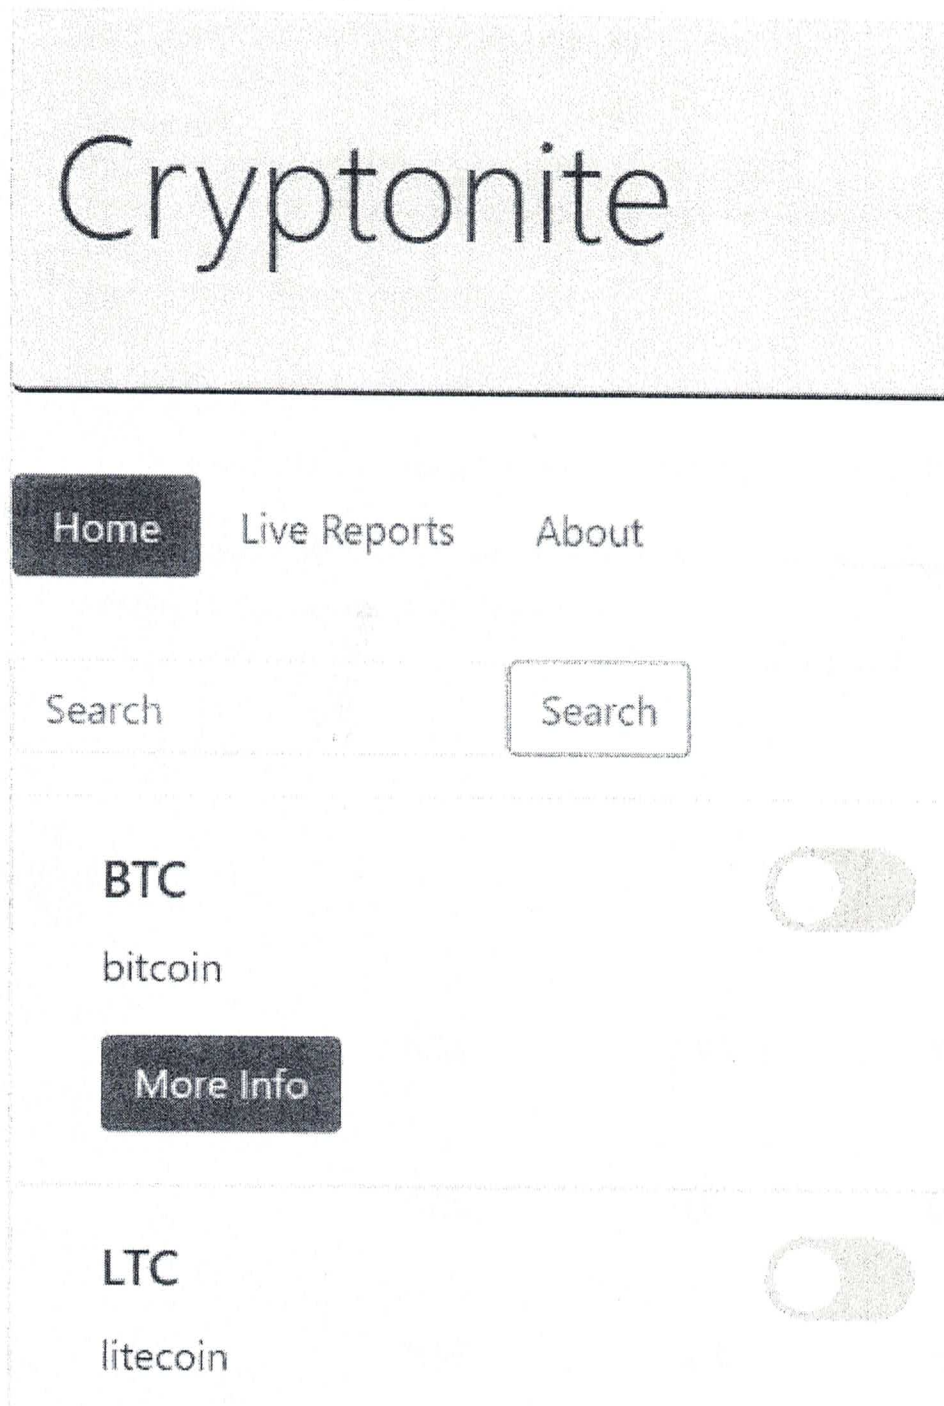 Cryptonite
Home Live Reports About
Search Search
BTC
bitcoin
More Info
LTC
litecoin